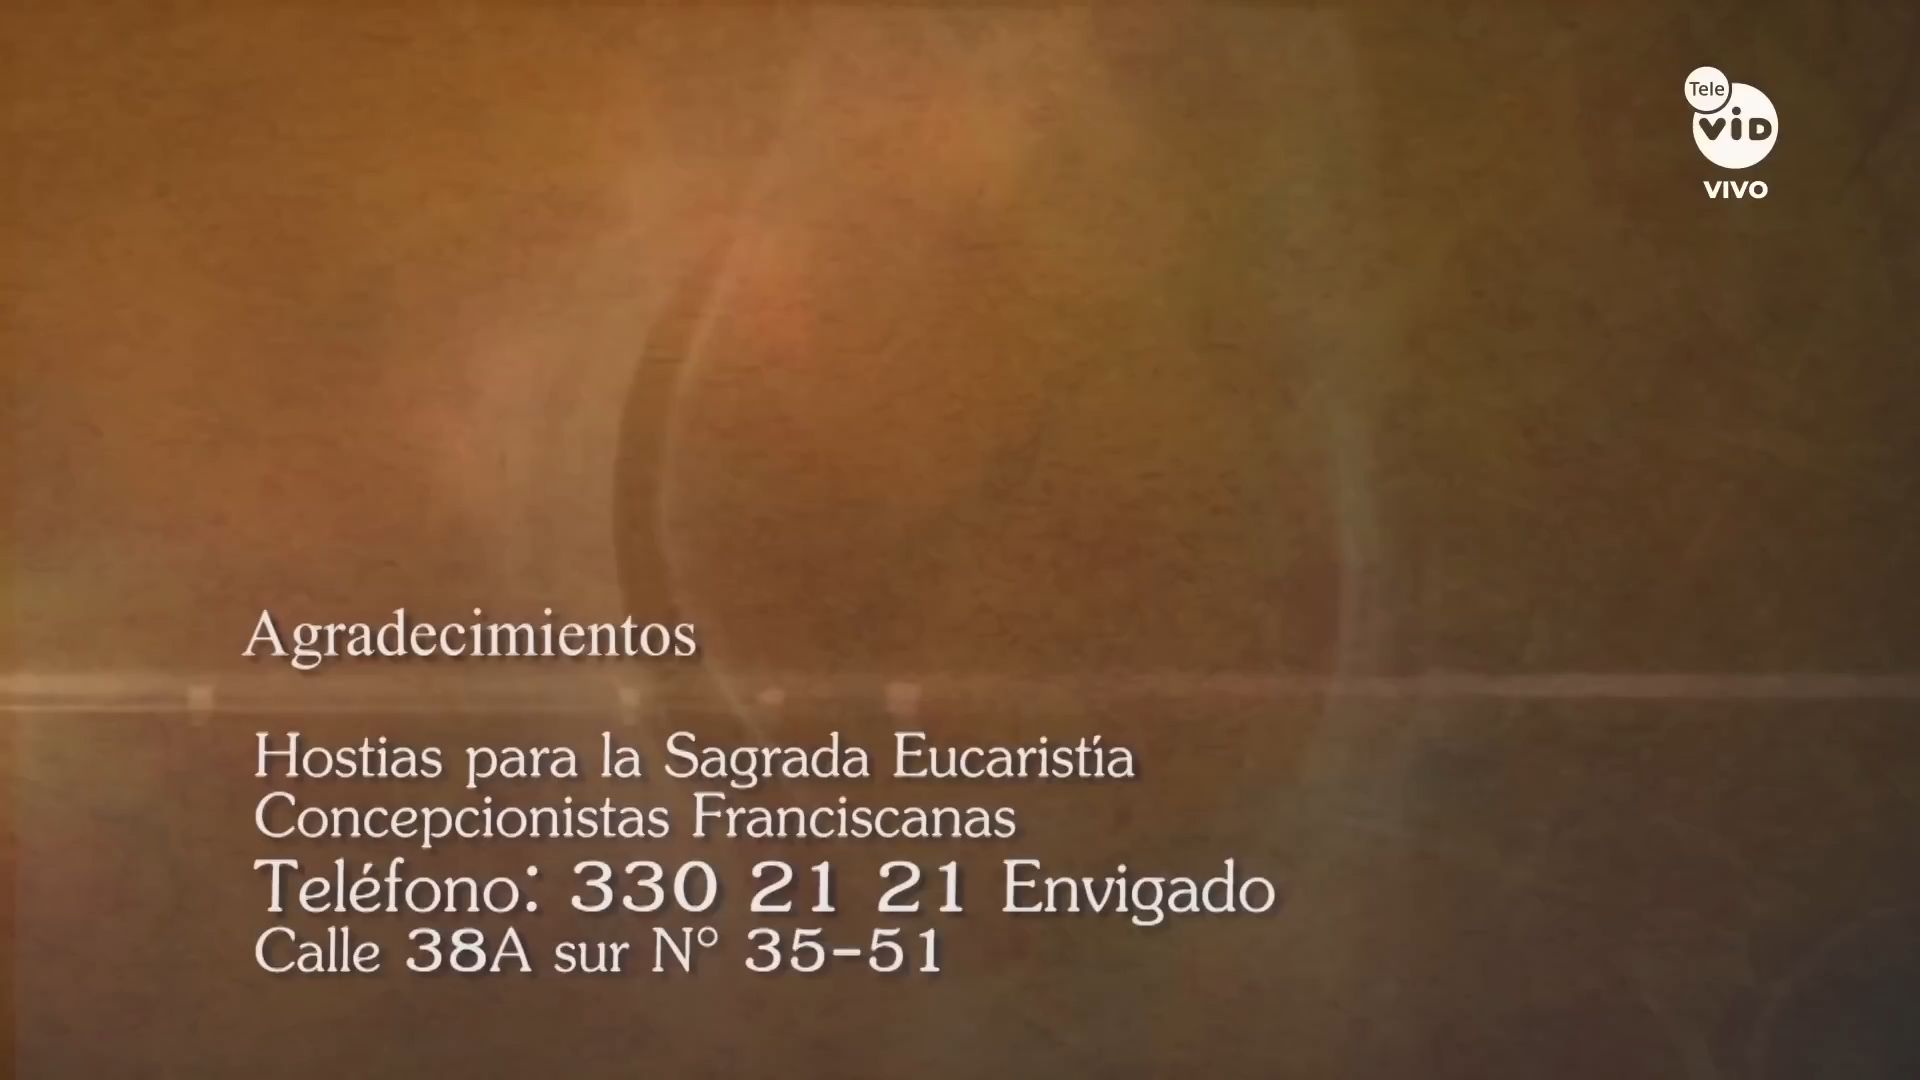 Tele
ViD
VIVO
Agradecimientos
Hostias para la Sagrada Eucaristía
Concepcionistas Franciscanas
Teléfono: 330 21 21 Envigado
Calle 38A sur N° 35-51